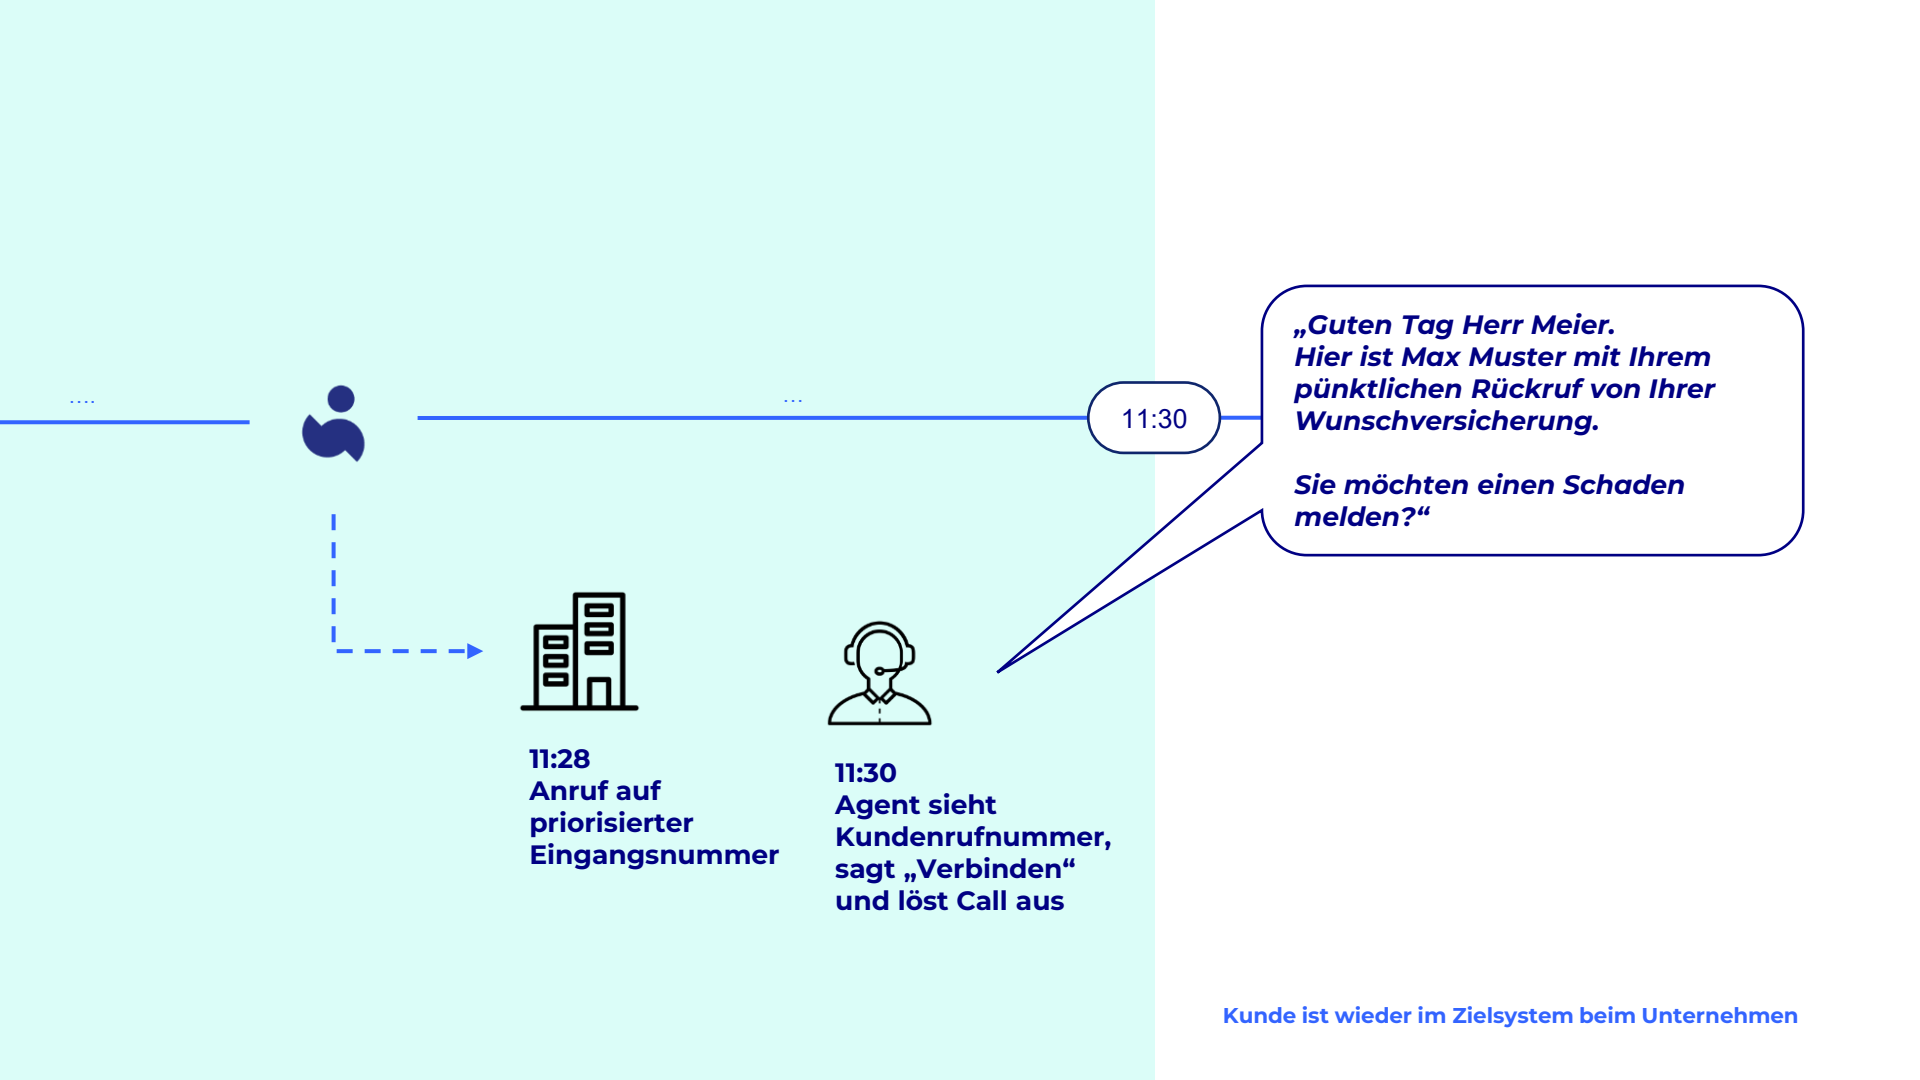 ....
...
11:30
„Guten Tag Herr Meier.
Hier ist Max Muster mit Ihrem
pünktlichen Rückruf von Ihrer
Wunschversicherung.
Sie möchten einen Schaden
melden?“
11:28
Anruf auf
priorisierter
Eingangsnummer
11:30
Agent sieht
Kundenrufnummer,
sagt „Verbinden“
und löst Call aus
Kunde ist wieder im Zielsystem beim Unternehmen